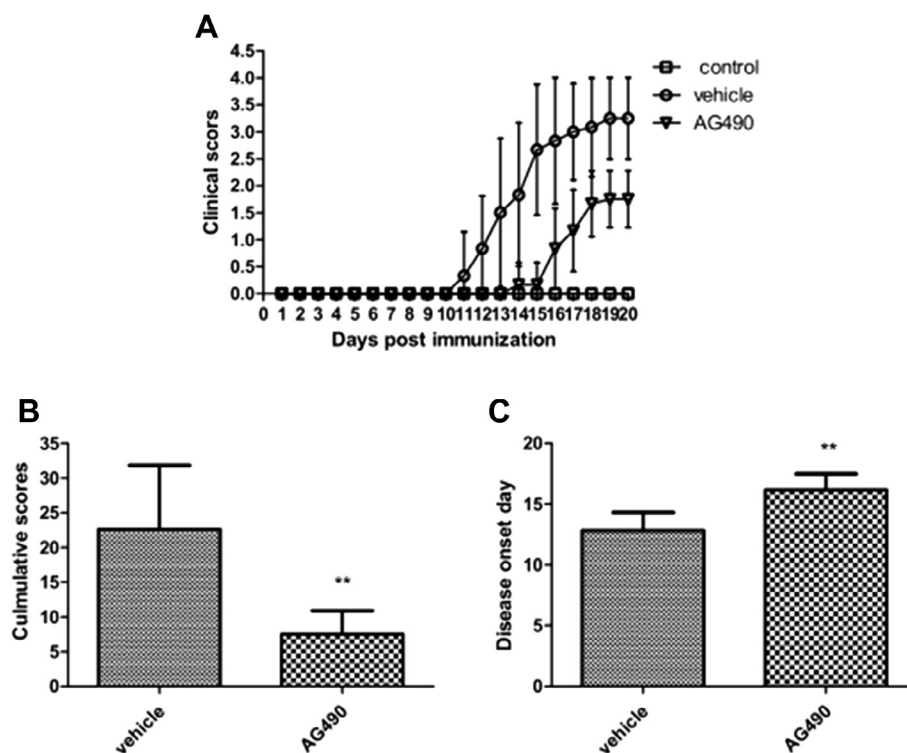 A
Clinical scors
4.5
4.0
3.5
3.0
2.5
2.0
1.5
1.0
0.5
0.0
0 1 2 3 4 5 6 7 8 9 10 11 12 13 14 15 16 17 18 19 20
Days post immunization
control
vehicle
AG490
B
Culmulative scores
35
30
25
20
15
10
5
0
**
vehicle
AG490
C
Disease onset day
20
15
10
5
0
**
vehicle
AG490